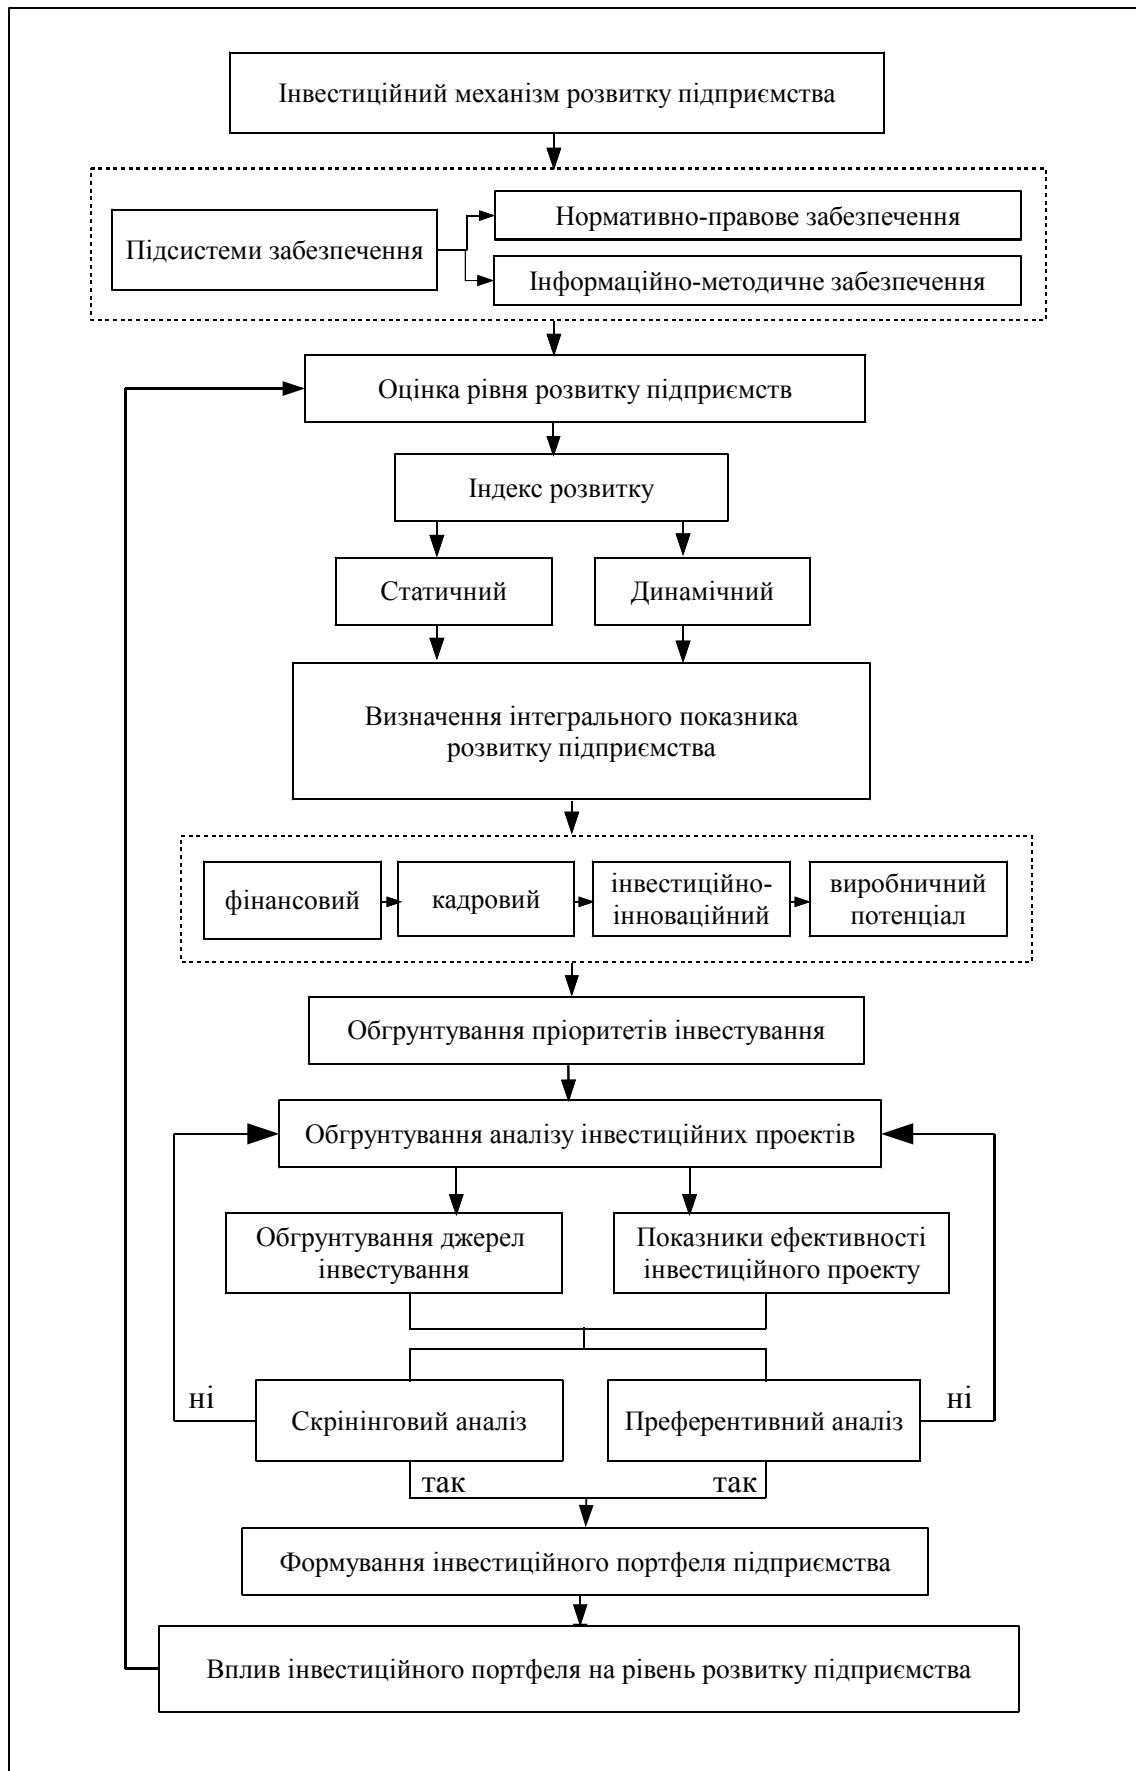 Інвестиційний механізм розвитку підприємства
Підсистеми забезпечення
Нормативно-правове забезпечення
Інформаційно-методичне забезпечення
Оцінка рівня розвитку підприємств
Індекс розвитку
Статичний
Динамічний
Визначення інтегрального показника
розвитку підприємства
фінансовий
кадровий
інвестиційно-
інноваційний
виробничий
потенціал
Обгрунтування пріоритетів інвестування
Обгрунтування аналізу інвестиційних проектів
Обгрунтування джерел
інвестування
Показники ефективності
інвестиційного проекту
ні
Скрінінговий аналіз
Преферентивний аналіз
ні
так
так
Формування інвестиційного портфеля підприємства
Вплив інвестиційного портфеля на рівень розвитку підприємства